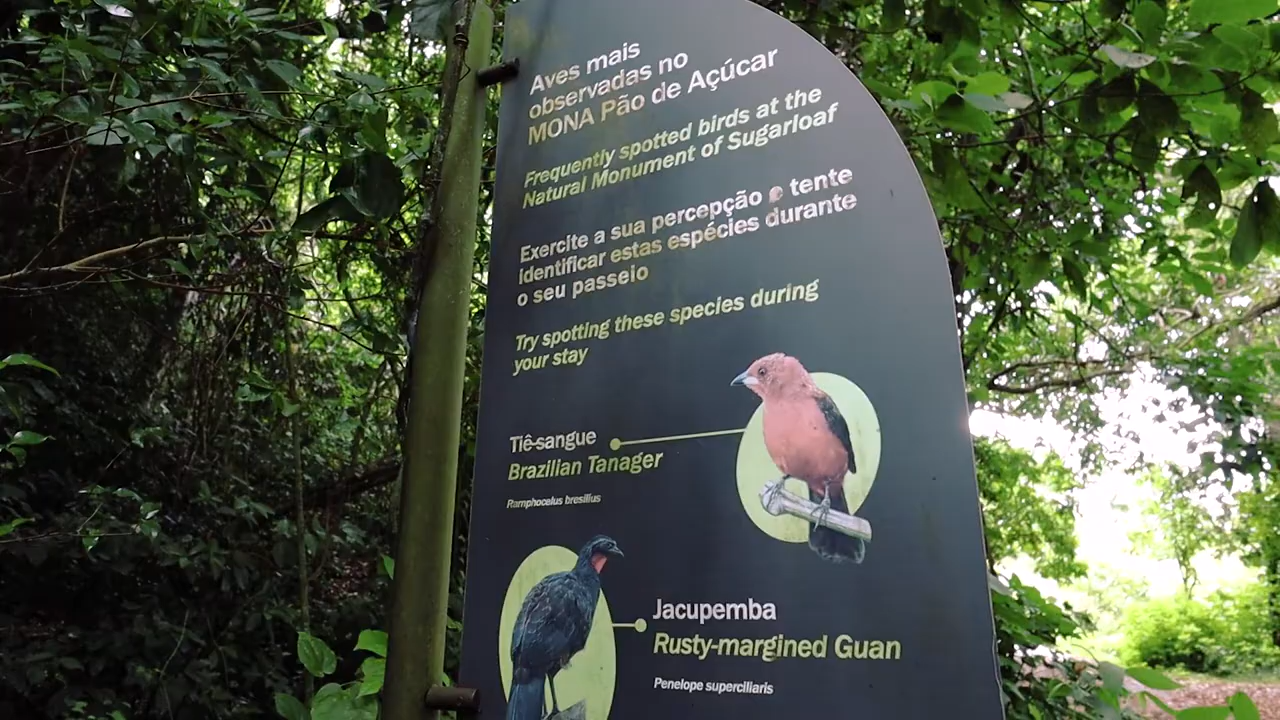 Aves mais
observadas no
MONA Pão de Açúcar
Frequently spotted birds at the
Natural Monument of Sugarloaf
Exercite a sua percepção e tente
identificar estas espécies durante
o seu passeio
Try spotting these species during
your stay
Tiê-sangue
Brazilian Tanager
Ramphocelus bresilius
Jacupemba
Rusty-margined Guan
Penelope superciliaris